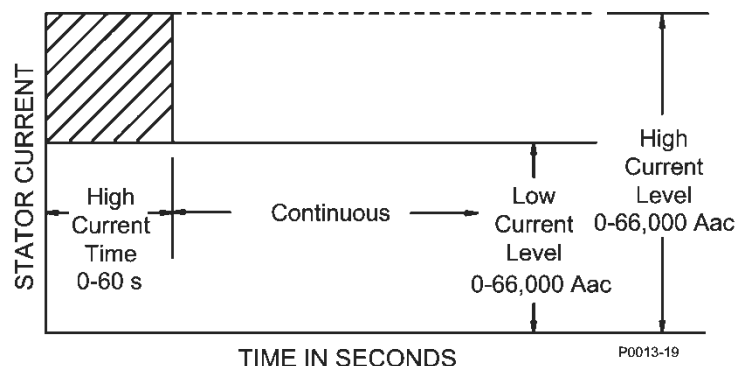 STATOR CURRENT
High
Current
Time
0-60 s
Continuous
Low
Current
Level
0-66,000 Aac
High
Current
Level
0-66,000 Aac
TIME IN SECONDS
P0013-19